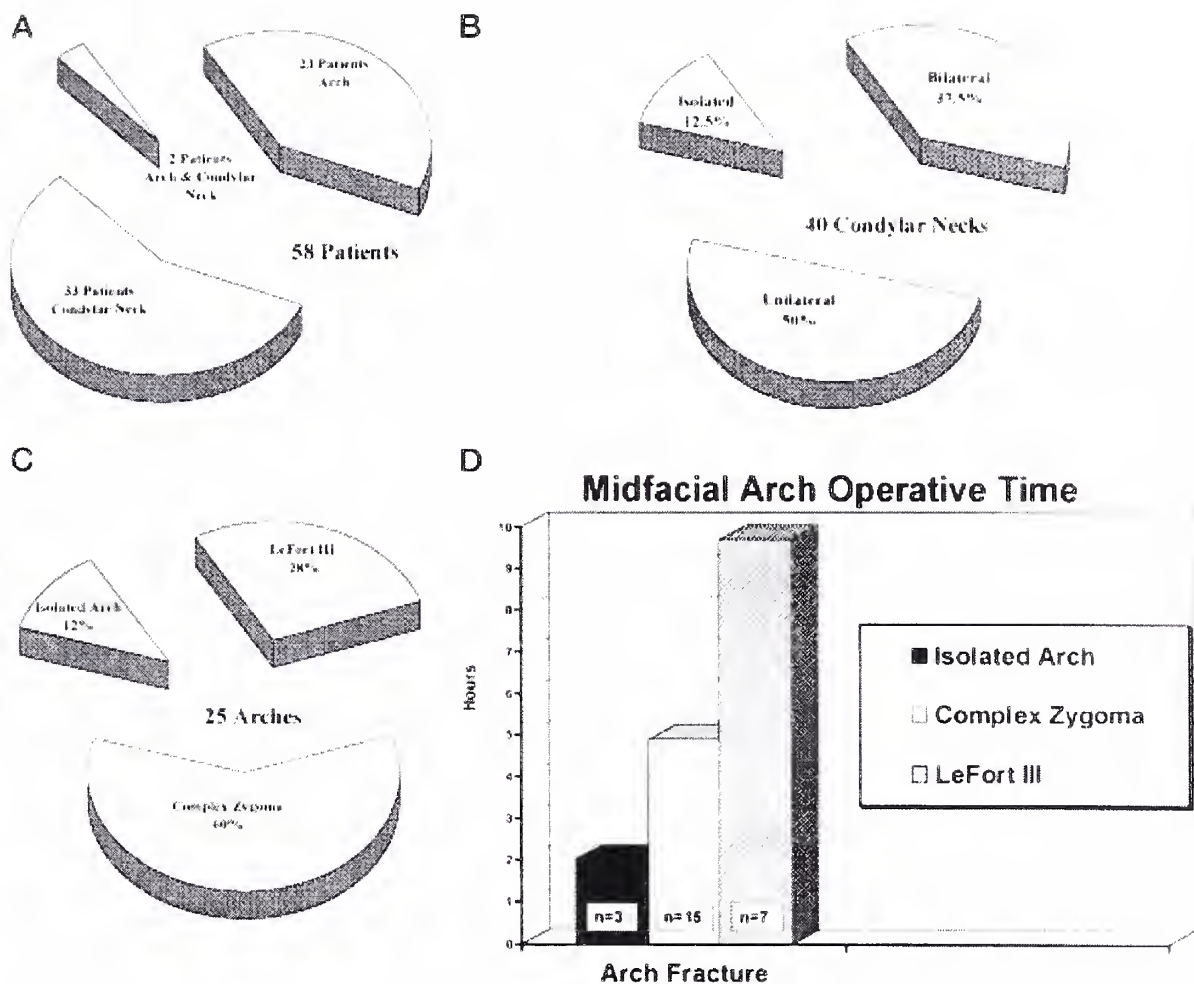 A
23 Patients
Arch
2 Patients
Arch & Condylar
Neck
58 Patients
33 Patients
Condylar Neck
B
Isolated
12.5%
Bilateral
37.5%
40 Condylar Necks
Unilateral
50%
C
LeFort III
28%
Isolated Arch
12%
25 Arches
Complex Zygoma
60%
D
Midfacial Arch Operative Time
10
9
8
7
6
5
4
3
2
1
0
Hours
n=3
n=15
n=7
Arch Fracture
Isolated Arch
Complex Zygoma
LeFort III